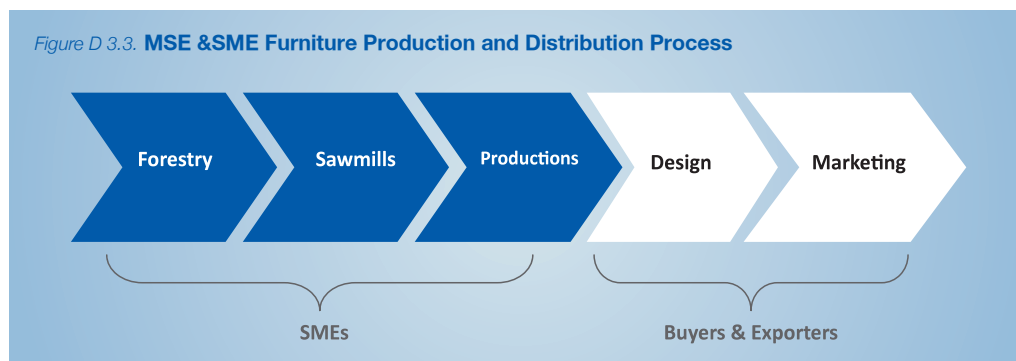 Figure D 3.3. MSE &SME Furniture Production and Distribution Process
Forestry
Sawmills
Productions
Design
Marketing
SMEs
Buyers & Exporters